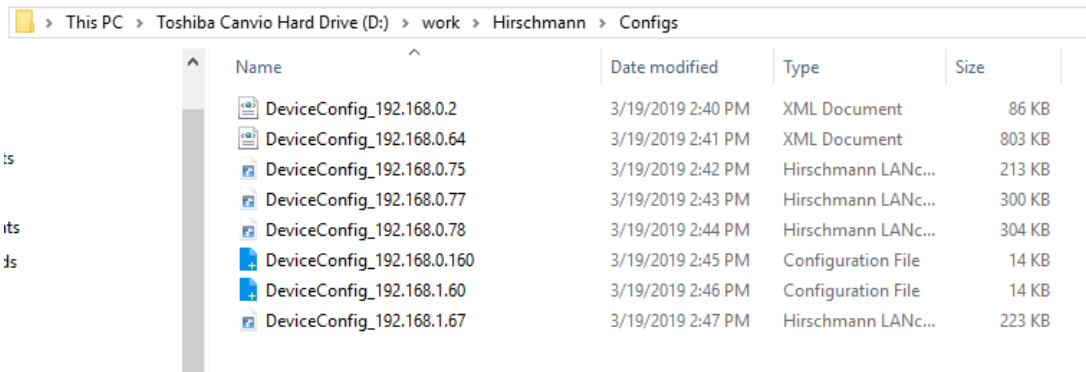 This PC > Toshiba Canvio Hard Drive (D:) > work > Hirschmann > Configs
Name Date modified Type Size
DeviceConfig_192.168.0.2 3/19/2019 2:40 PM XML Document 86 KB
DeviceConfig_192.168.0.64 3/19/2019 2:41 PM XML Document 803 KB
DeviceConfig_192.168.0.75 3/19/2019 2:42 PM Hirschmann LANc... 213 KB
DeviceConfig_192.168.0.77 3/19/2019 2:43 PM Hirschmann LANc... 300 KB
DeviceConfig_192.168.0.78 3/19/2019 2:44 PM Hirschmann LANc... 304 KB
DeviceConfig_192.168.0.160 3/19/2019 2:45 PM Configuration File 14 KB
DeviceConfig_192.168.1.60 3/19/2019 2:46 PM Configuration File 14 KB
DeviceConfig_192.168.1.67 3/19/2019 2:47 PM Hirschmann LANc... 223 KB